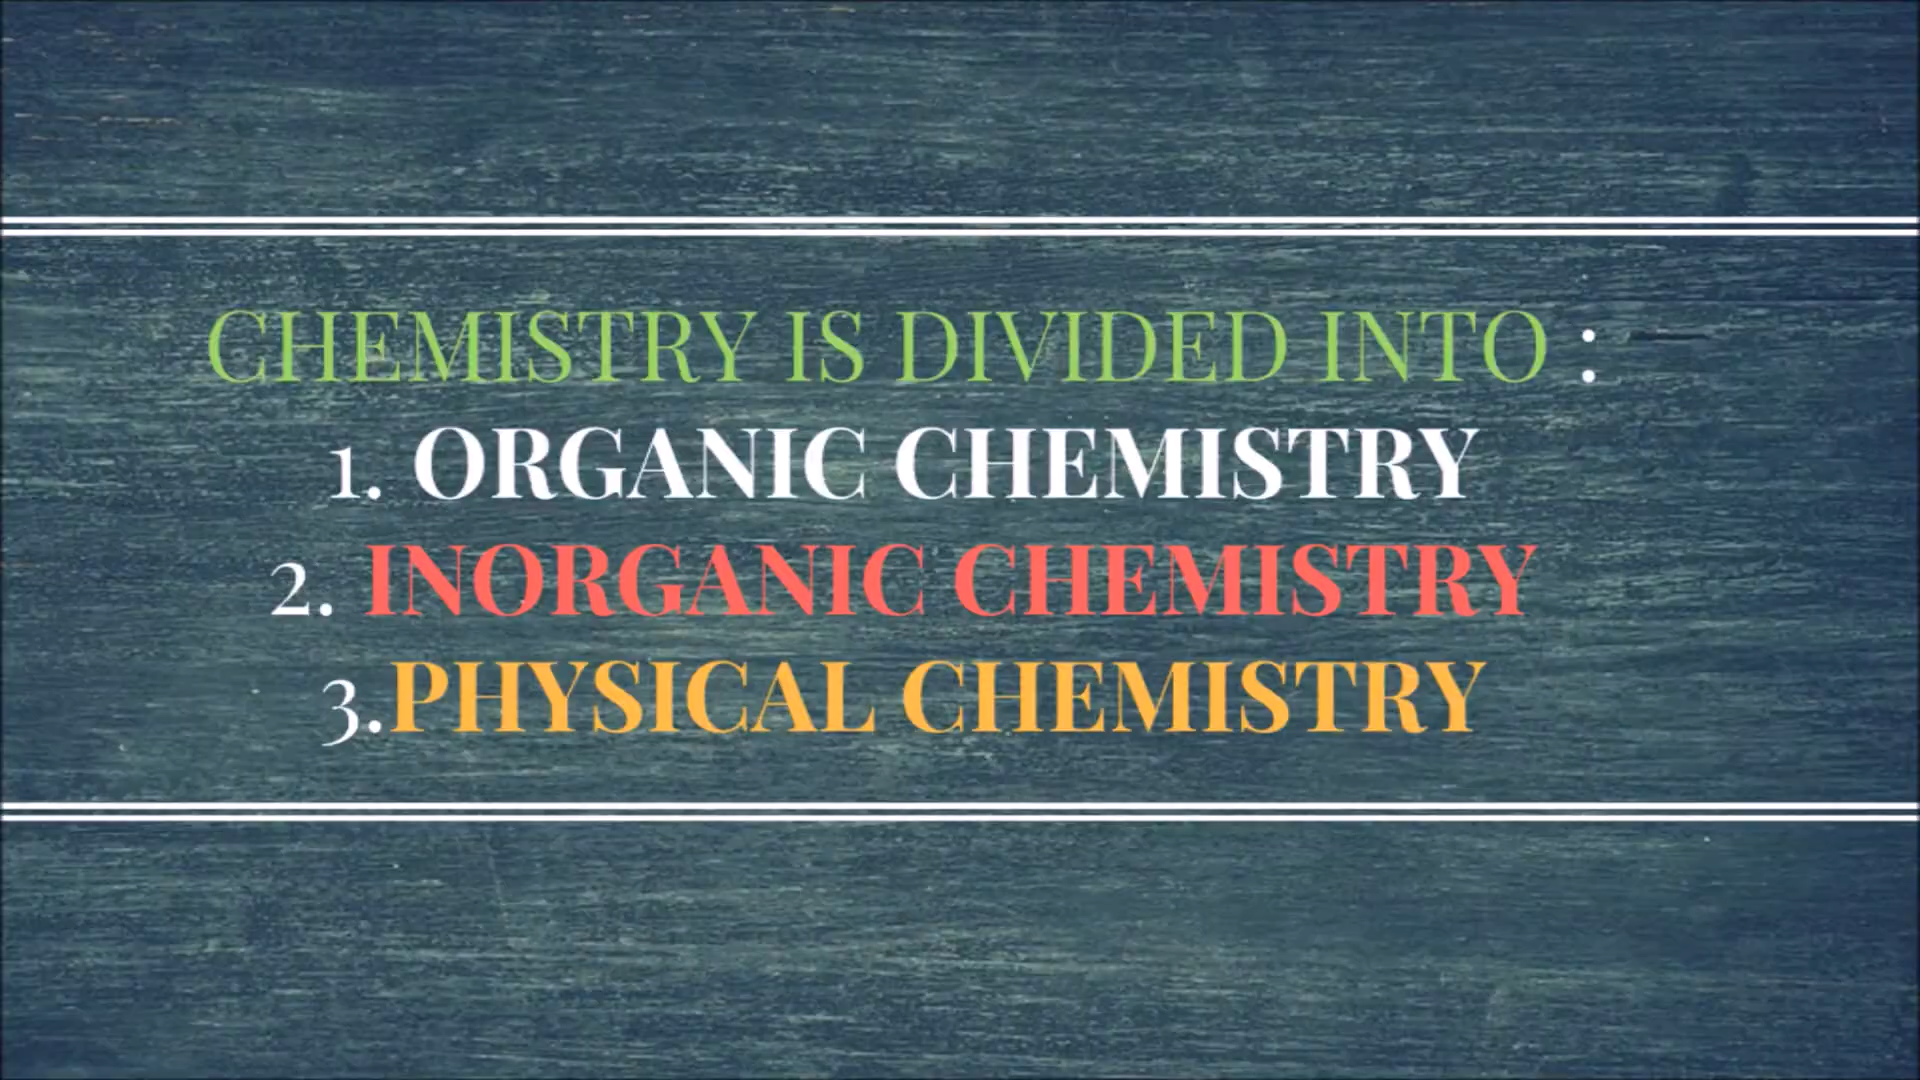 CHEMISTRY IS DIVIDED INTO :
1. ORGANIC CHEMISTRY
2. INORGANIC CHEMISTRY
3.PHYSICAL CHEMISTRY